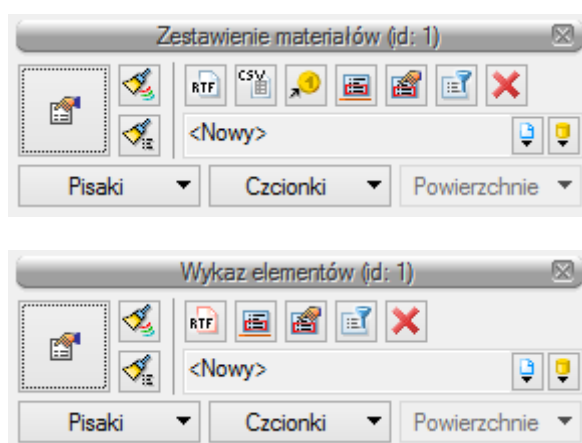 Zestawienie materiałów (id: 1)
RTF CSV 1
<Nowy>
Pisaki Czcionki Powierzchnie
Wykaz elementów (id: 1)
RTF
<Nowy>
Pisaki Czcionki Powierzchnie